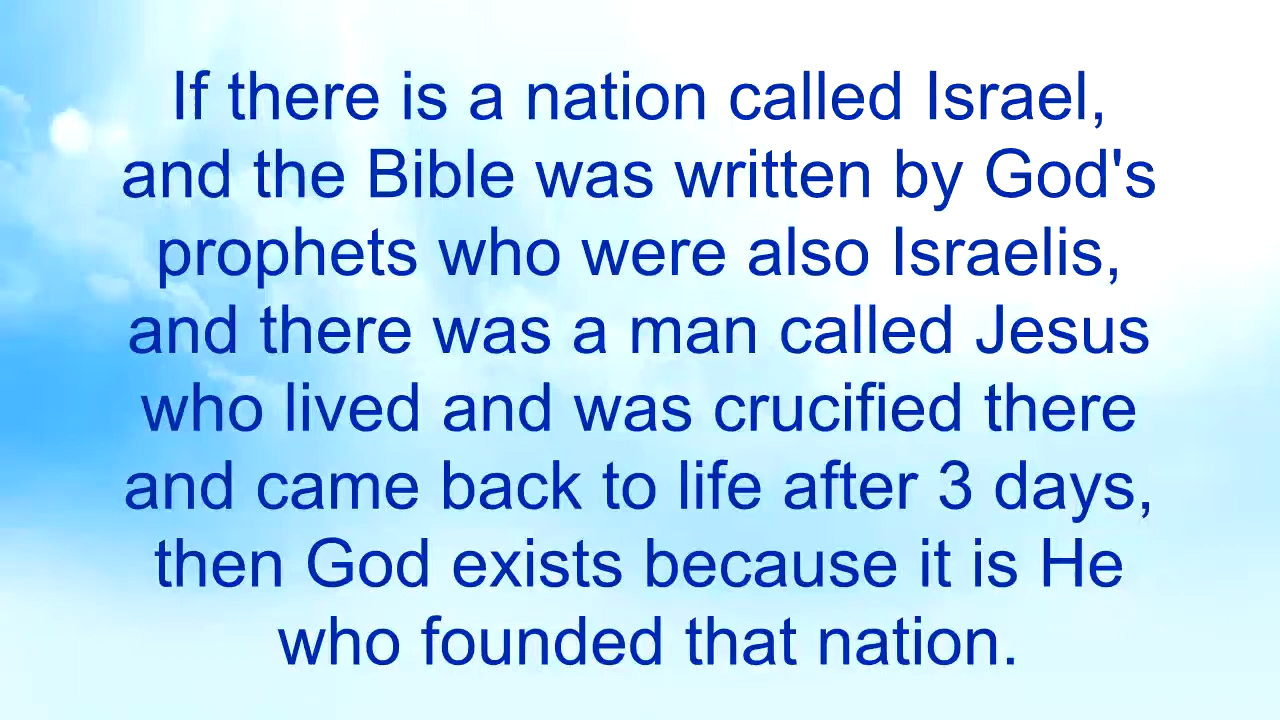 If there is a nation called Israel,
and the Bible was written by God's
prophets who were also Israelis,
and there was a man called Jesus
who lived and was crucified there
and came back to life after 3 days,
then God exists because it is He
who founded that nation.